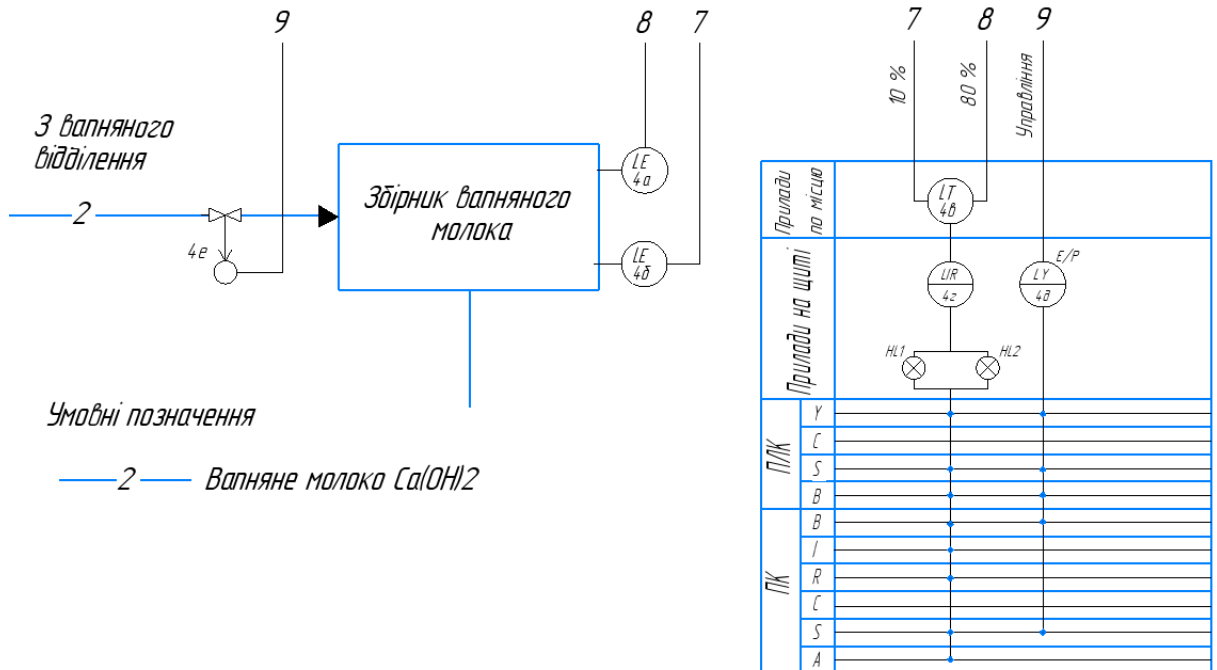 9
8
7
З вапняного
відділення
2
4е
Збірник вапняного
молока
LE
4а
LE
4б
Умовні позначення
2 Вапняне молоко Ca(OH)2
7
8
9
10 %
80 %
Управління
Прилади
по місцю
LT
4в
Прилади на щиті
LIR
4г
LY
4д
E/P
HL1
HL2
ПЛК
Y
C
S
B
ПК
B
I
R
C
S
A